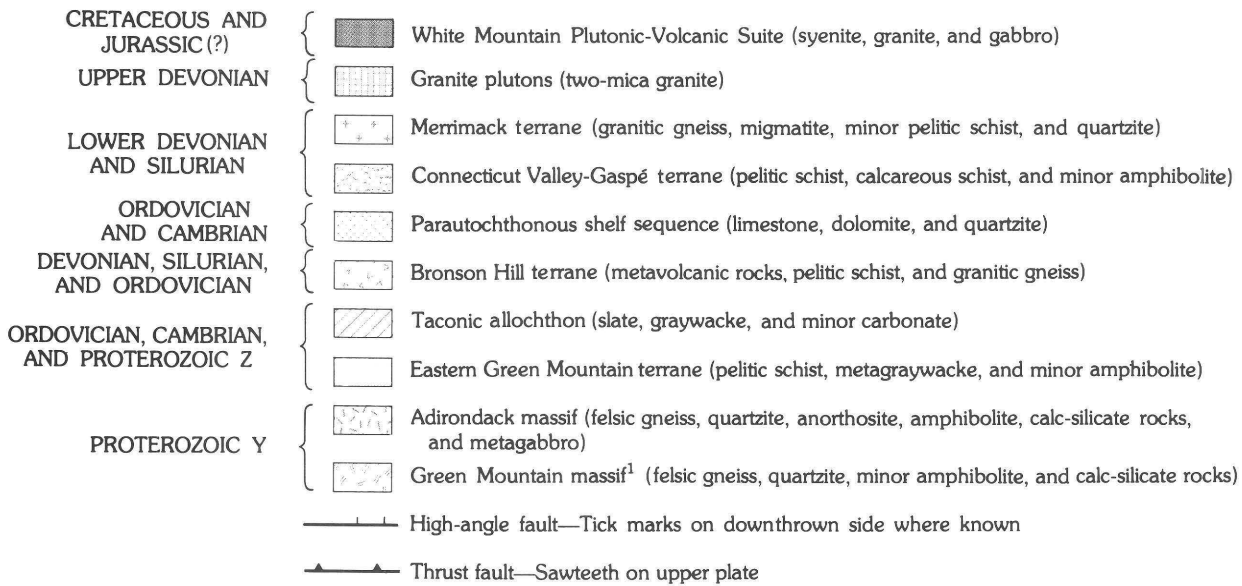 CRETACEOUS AND
JURASSIC (?)
White Mountain Plutonic-Volcanic Suite (syenite, granite, and gabbro)
UPPER DEVONIAN
Granite plutons (two-mica granite)
LOWER DEVONIAN
AND SILURIAN
Merrimack terrane (granitic gneiss, migmatite, minor pelitic schist, and quartzite)
Connecticut Valley-Gaspé terrane (pelitic schist, calcareous schist, and minor amphibolite)
ORDOVICIAN
AND CAMBRIAN
Parautochthonous shelf sequence (limestone, dolomite, and quartzite)
DEVONIAN, SILURIAN,
AND ORDOVICIAN
Bronson Hill terrane (metavolcanic rocks, pelitic schist, and granitic gneiss)
ORDOVICIAN, CAMBRIAN,
AND PROTEROZOIC Z
Taconic allochthon (slate, graywacke, and minor carbonate)
Eastern Green Mountain terrane (pelitic schist, metagraywacke, and minor amphibolite)
PROTEROZOIC Y
Adirondack massif (felsic gneiss, quartzite, anorthosite, amphibolite, calc-silicate rocks,
and metagabbro)
Green Mountain massif¹ (felsic gneiss, quartzite, minor amphibolite, and calc-silicate rocks)
High-angle fault—Tick marks on downthrown side where known
Thrust fault—Sawteeth on upper plate